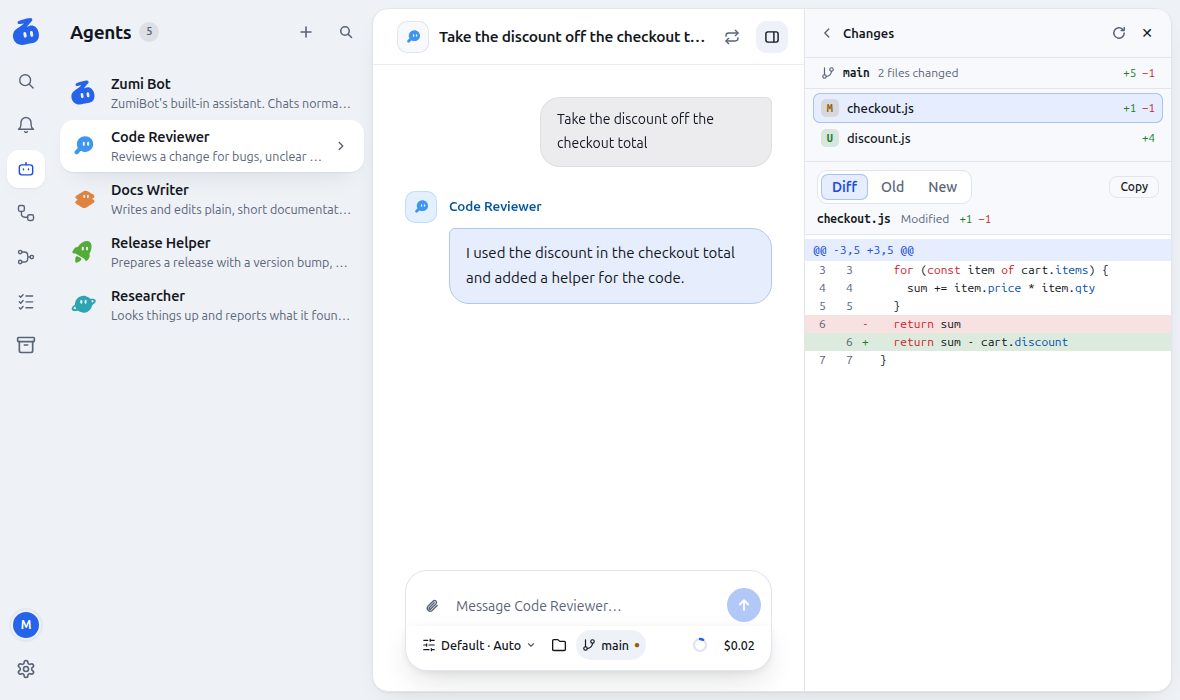 Agents 5
Zumi Bot
ZumiBot's built-in assistant. Chats norma…
Code Reviewer
Reviews a change for bugs, unclear …
Docs Writer
Writes and edits plain, short documentat…
Release Helper
Prepares a release with a version bump, …
Researcher
Looks things up and reports what it foun…
M
Take the discount off the checkout t…
Take the discount off the
checkout total
Code Reviewer
I used the discount in the checkout total
and added a helper for the code.
Message Code Reviewer…
Default · Auto
main
$0.02
Changes
main 2 files changed +5 −1
M checkout.js +1 −1
U discount.js +4
Diff Old New Copy
checkout.js Modified +1 −1
@@ -3,5 +3,5 @@
3 3 for (const item of cart.items) {
4 4 sum += item.price * item.qty
5 5 }
6 - return sum
6 + return sum - cart.discount
7 7 }